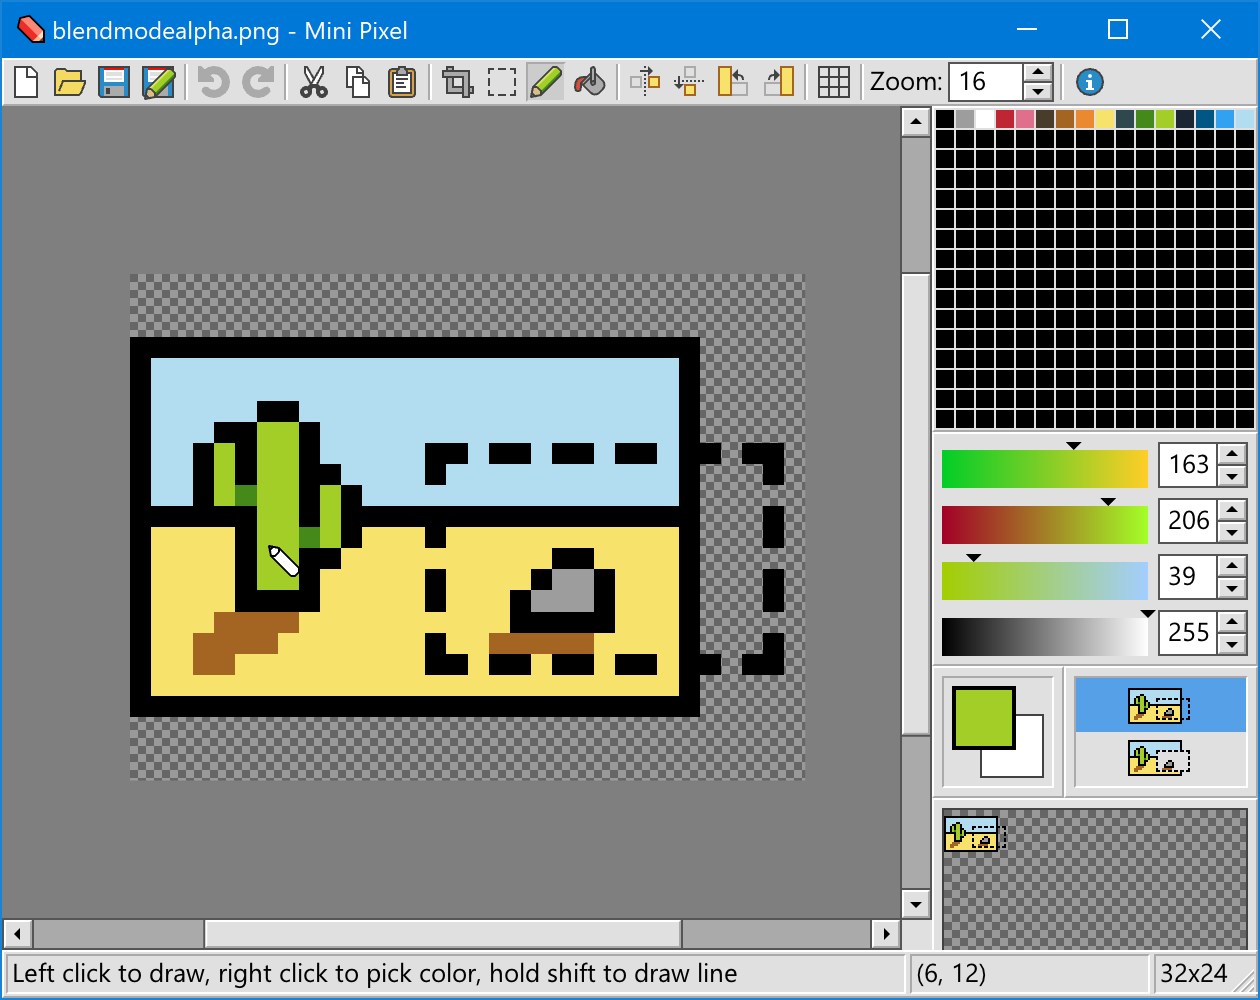 blendmodealpha.png - Mini Pixel
Zoom: 16
163
206
39
255
Left click to draw, right click to pick color, hold shift to draw line
(6, 12)
32x24